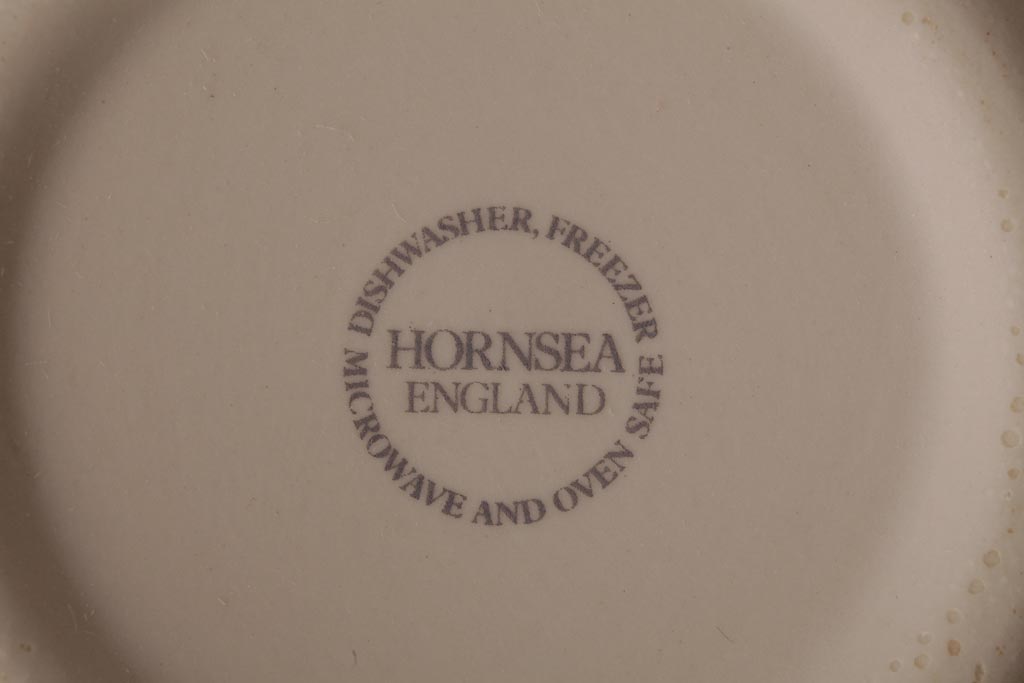 DISHWASHER, FREEZER
HORNSEA
ENGLAND
MICROWAVE AND OVEN SAFE